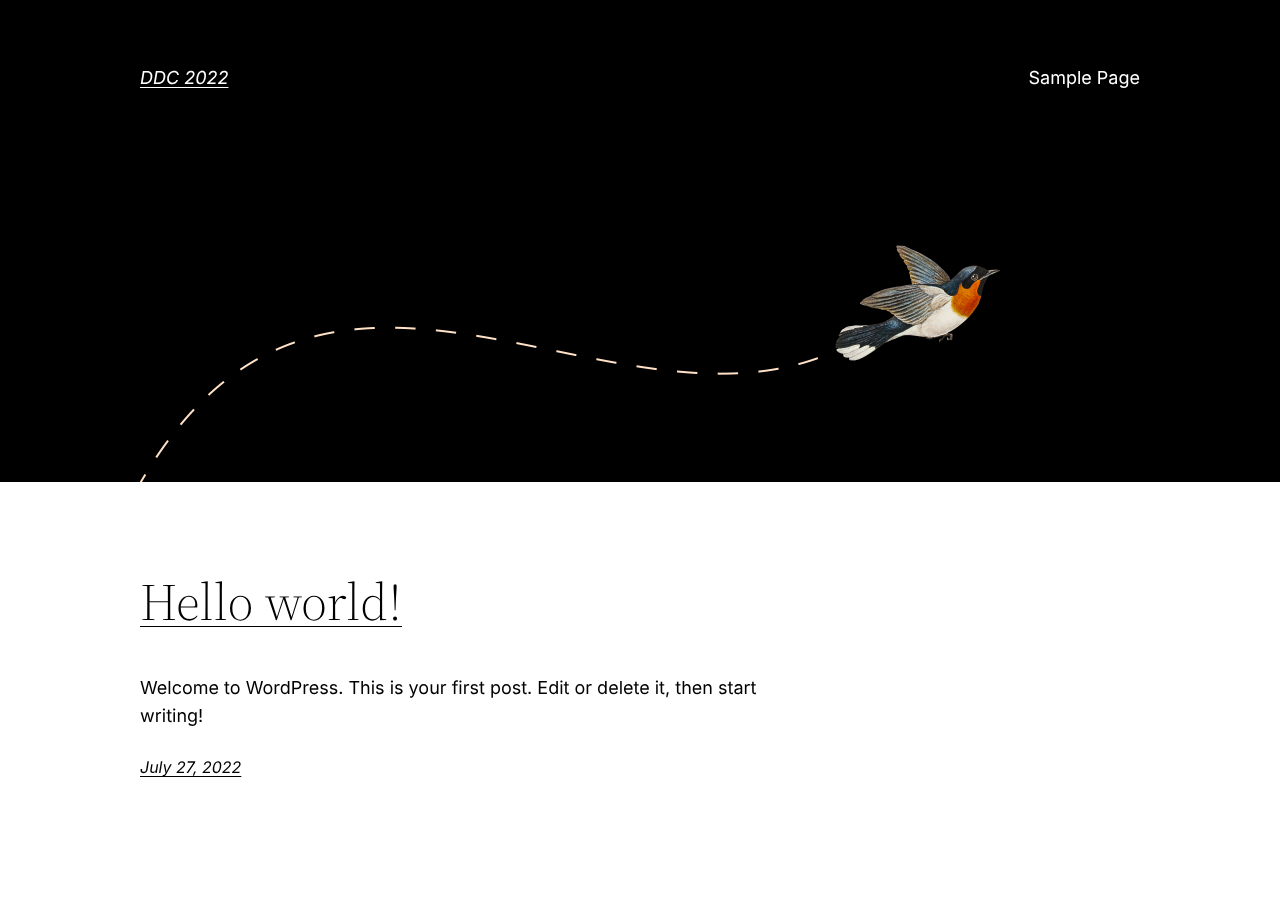 DDC 2022
Sample Page
Hello world!
Welcome to WordPress. This is your first post. Edit or delete it, then start
writing!
July 27, 2022